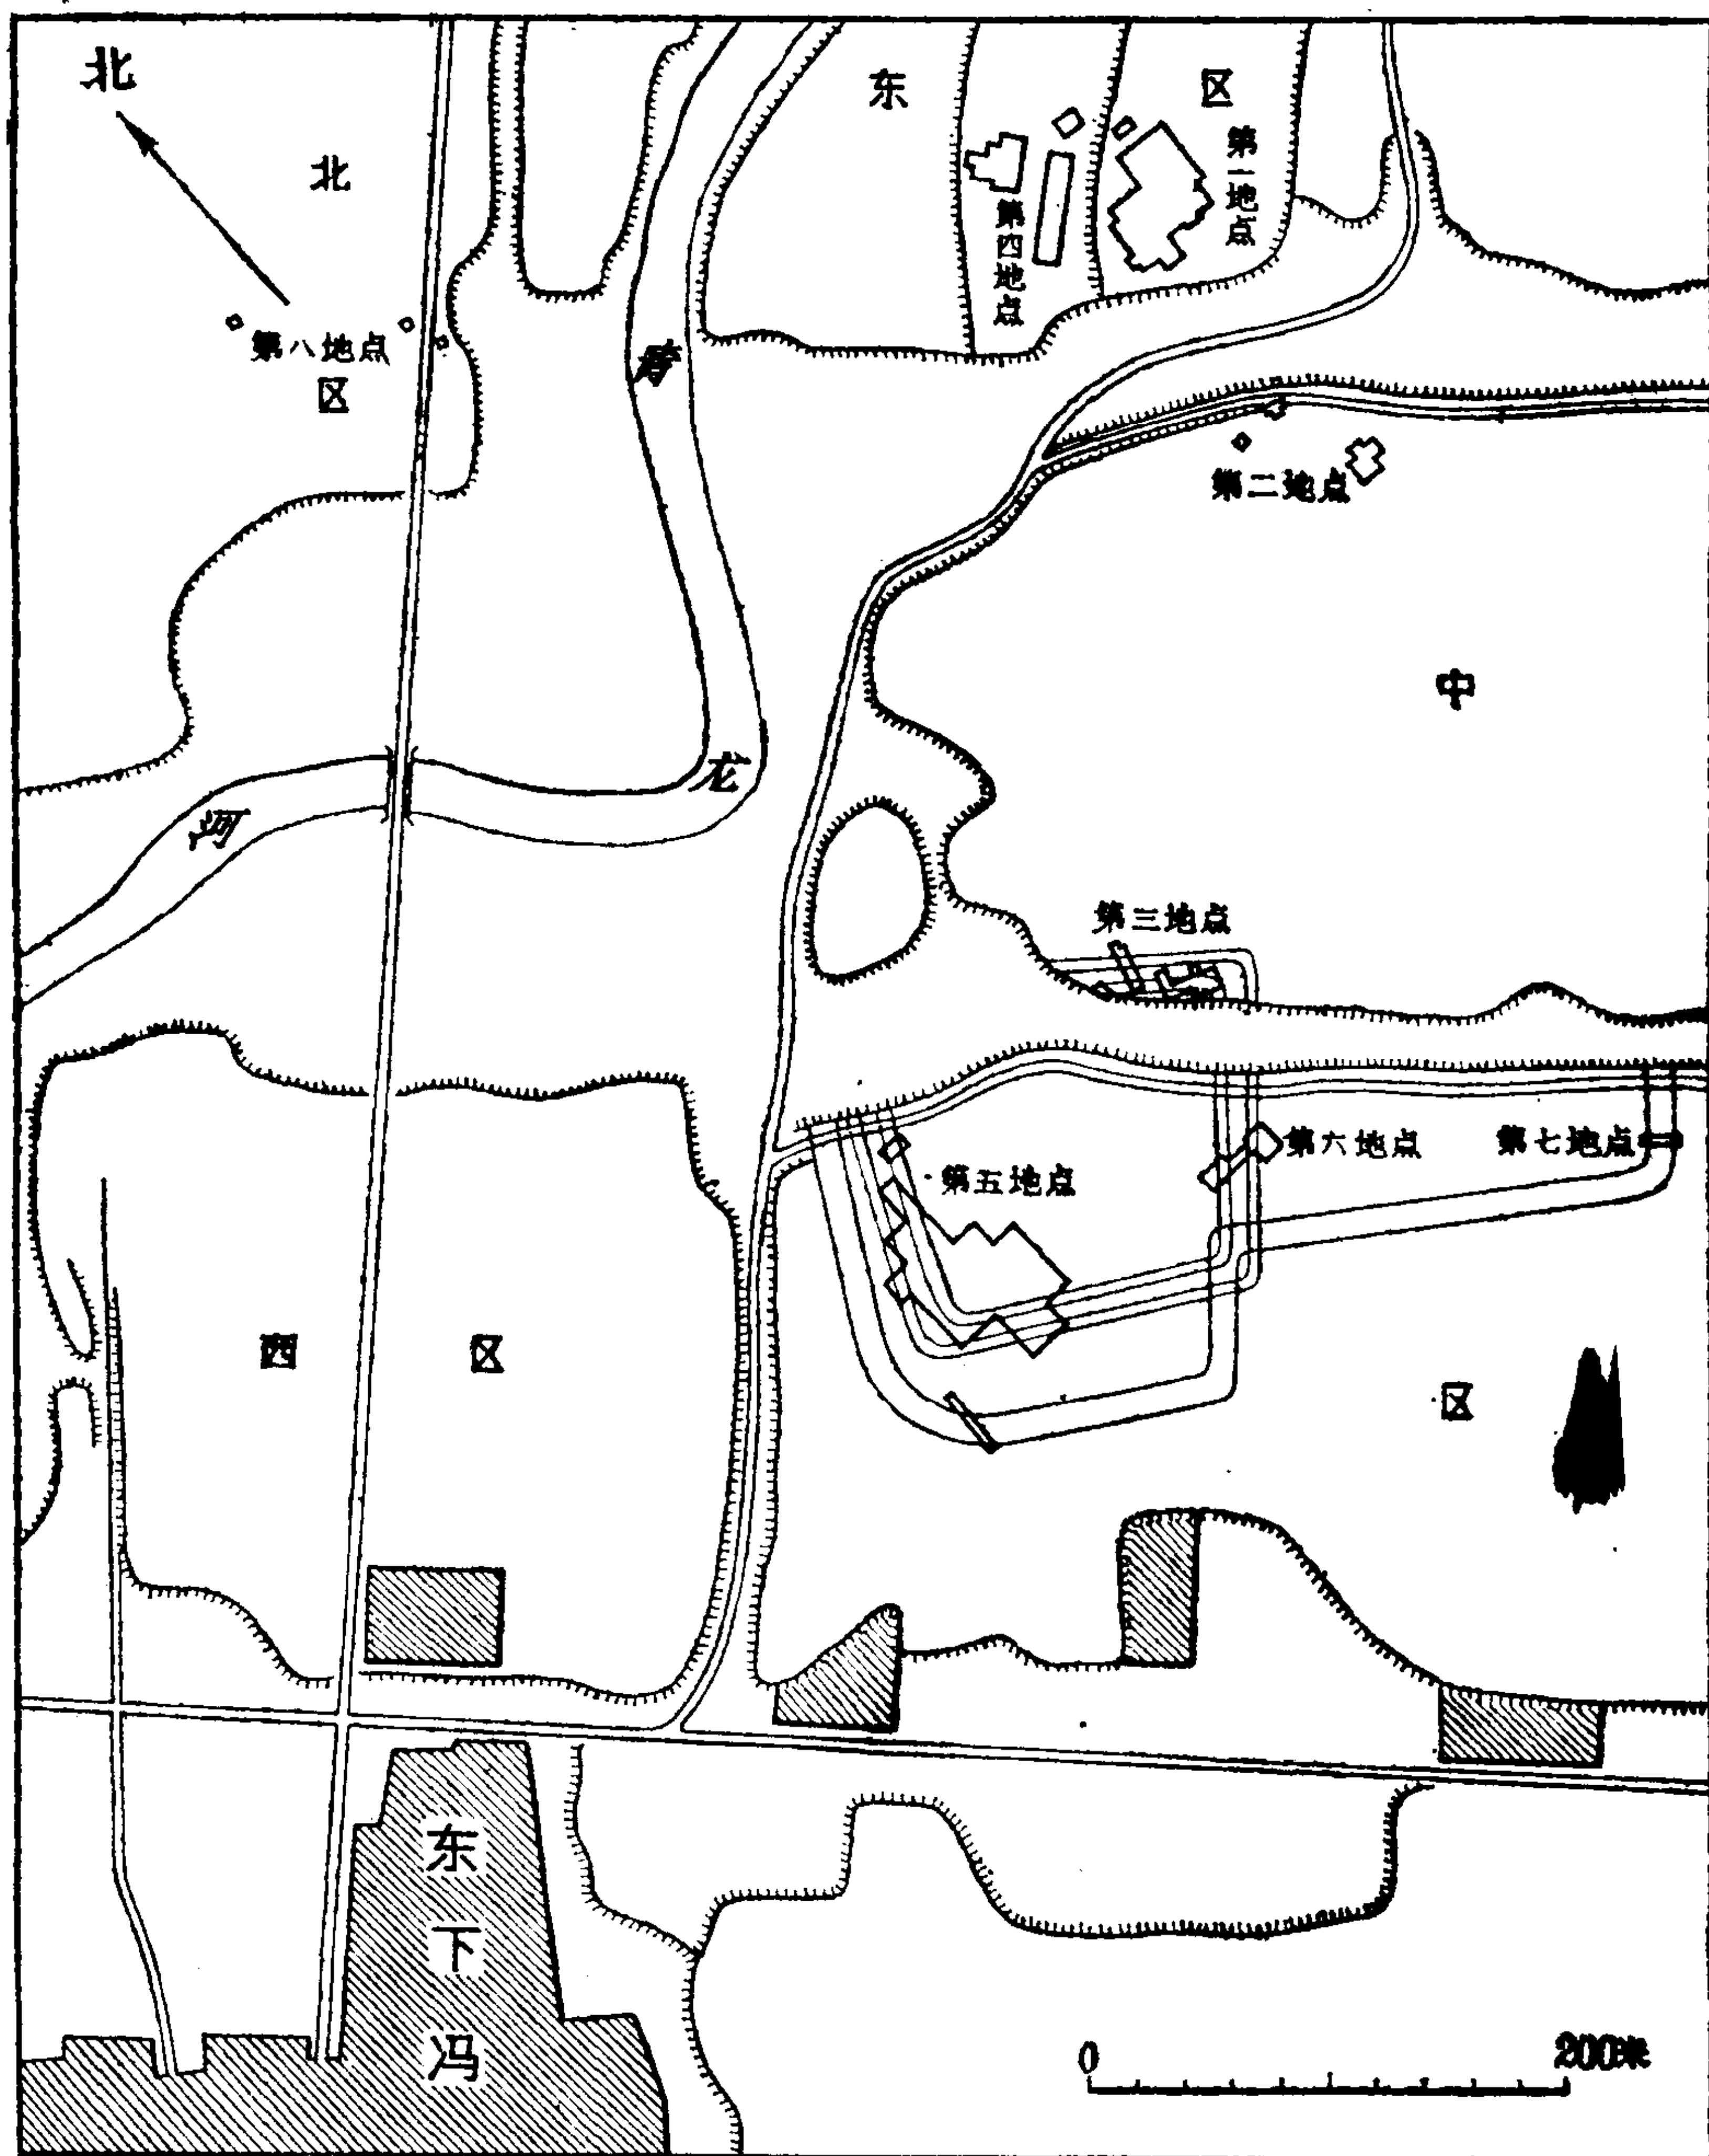 北
北
区
第八地点
东
区
第一地点
第四地点
青
龙
河
第二地点
中
区
第三地点
第五地点
第六地点
第七地点
西
区
东下冯
0
200米